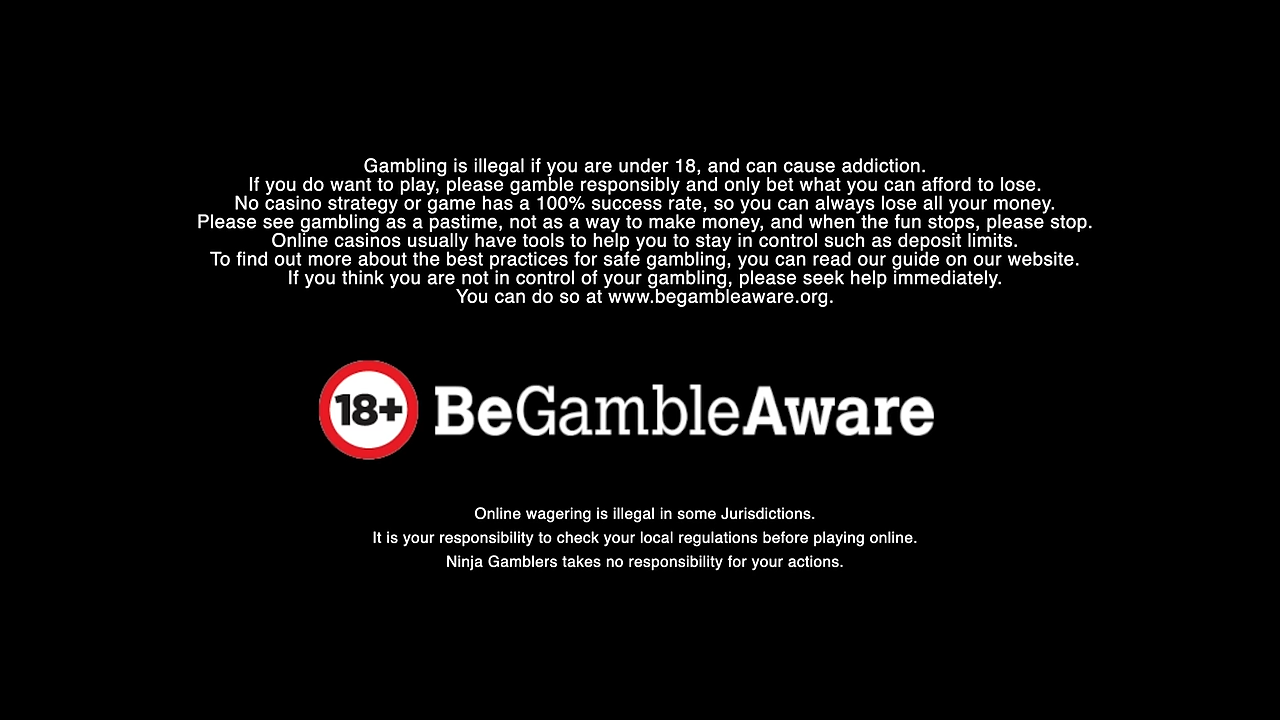 Gambling is illegal if you are under 18, and can cause addiction.
If you do want to play, please gamble responsibly and only bet what you can afford to lose.
No casino strategy or game has a 100% success rate, so you can always lose all your money.
Please see gambling as a pastime, not as a way to make money, and when the fun stops, please stop.
Online casinos usually have tools to help you to stay in control such as deposit limits.
To find out more about the best practices for safe gambling, you can read our guide on our website.
If you think you are not in control of your gambling, please seek help immediately.
You can do so at www.begambleaware.org.
18+ BeGambleAware
Online wagering is illegal in some Jurisdictions.
It is your responsibility to check your local regulations before playing online.
Ninja Gamblers takes no responsibility for your actions.